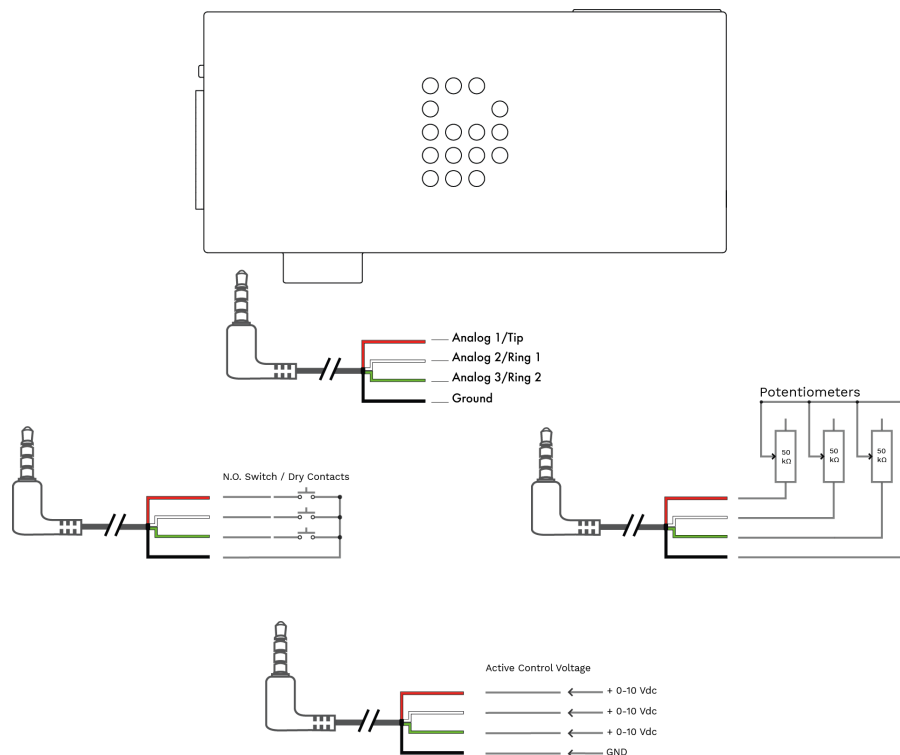 Analog 1/Tip
Analog 2/Ring 1
Analog 3/Ring 2
Ground
Potentiometers
50
kΩ
50
kΩ
50
kΩ
N.O. Switch / Dry Contacts
Active Control Voltage
+ 0-10 Vdc
+ 0-10 Vdc
+ 0-10 Vdc
GND